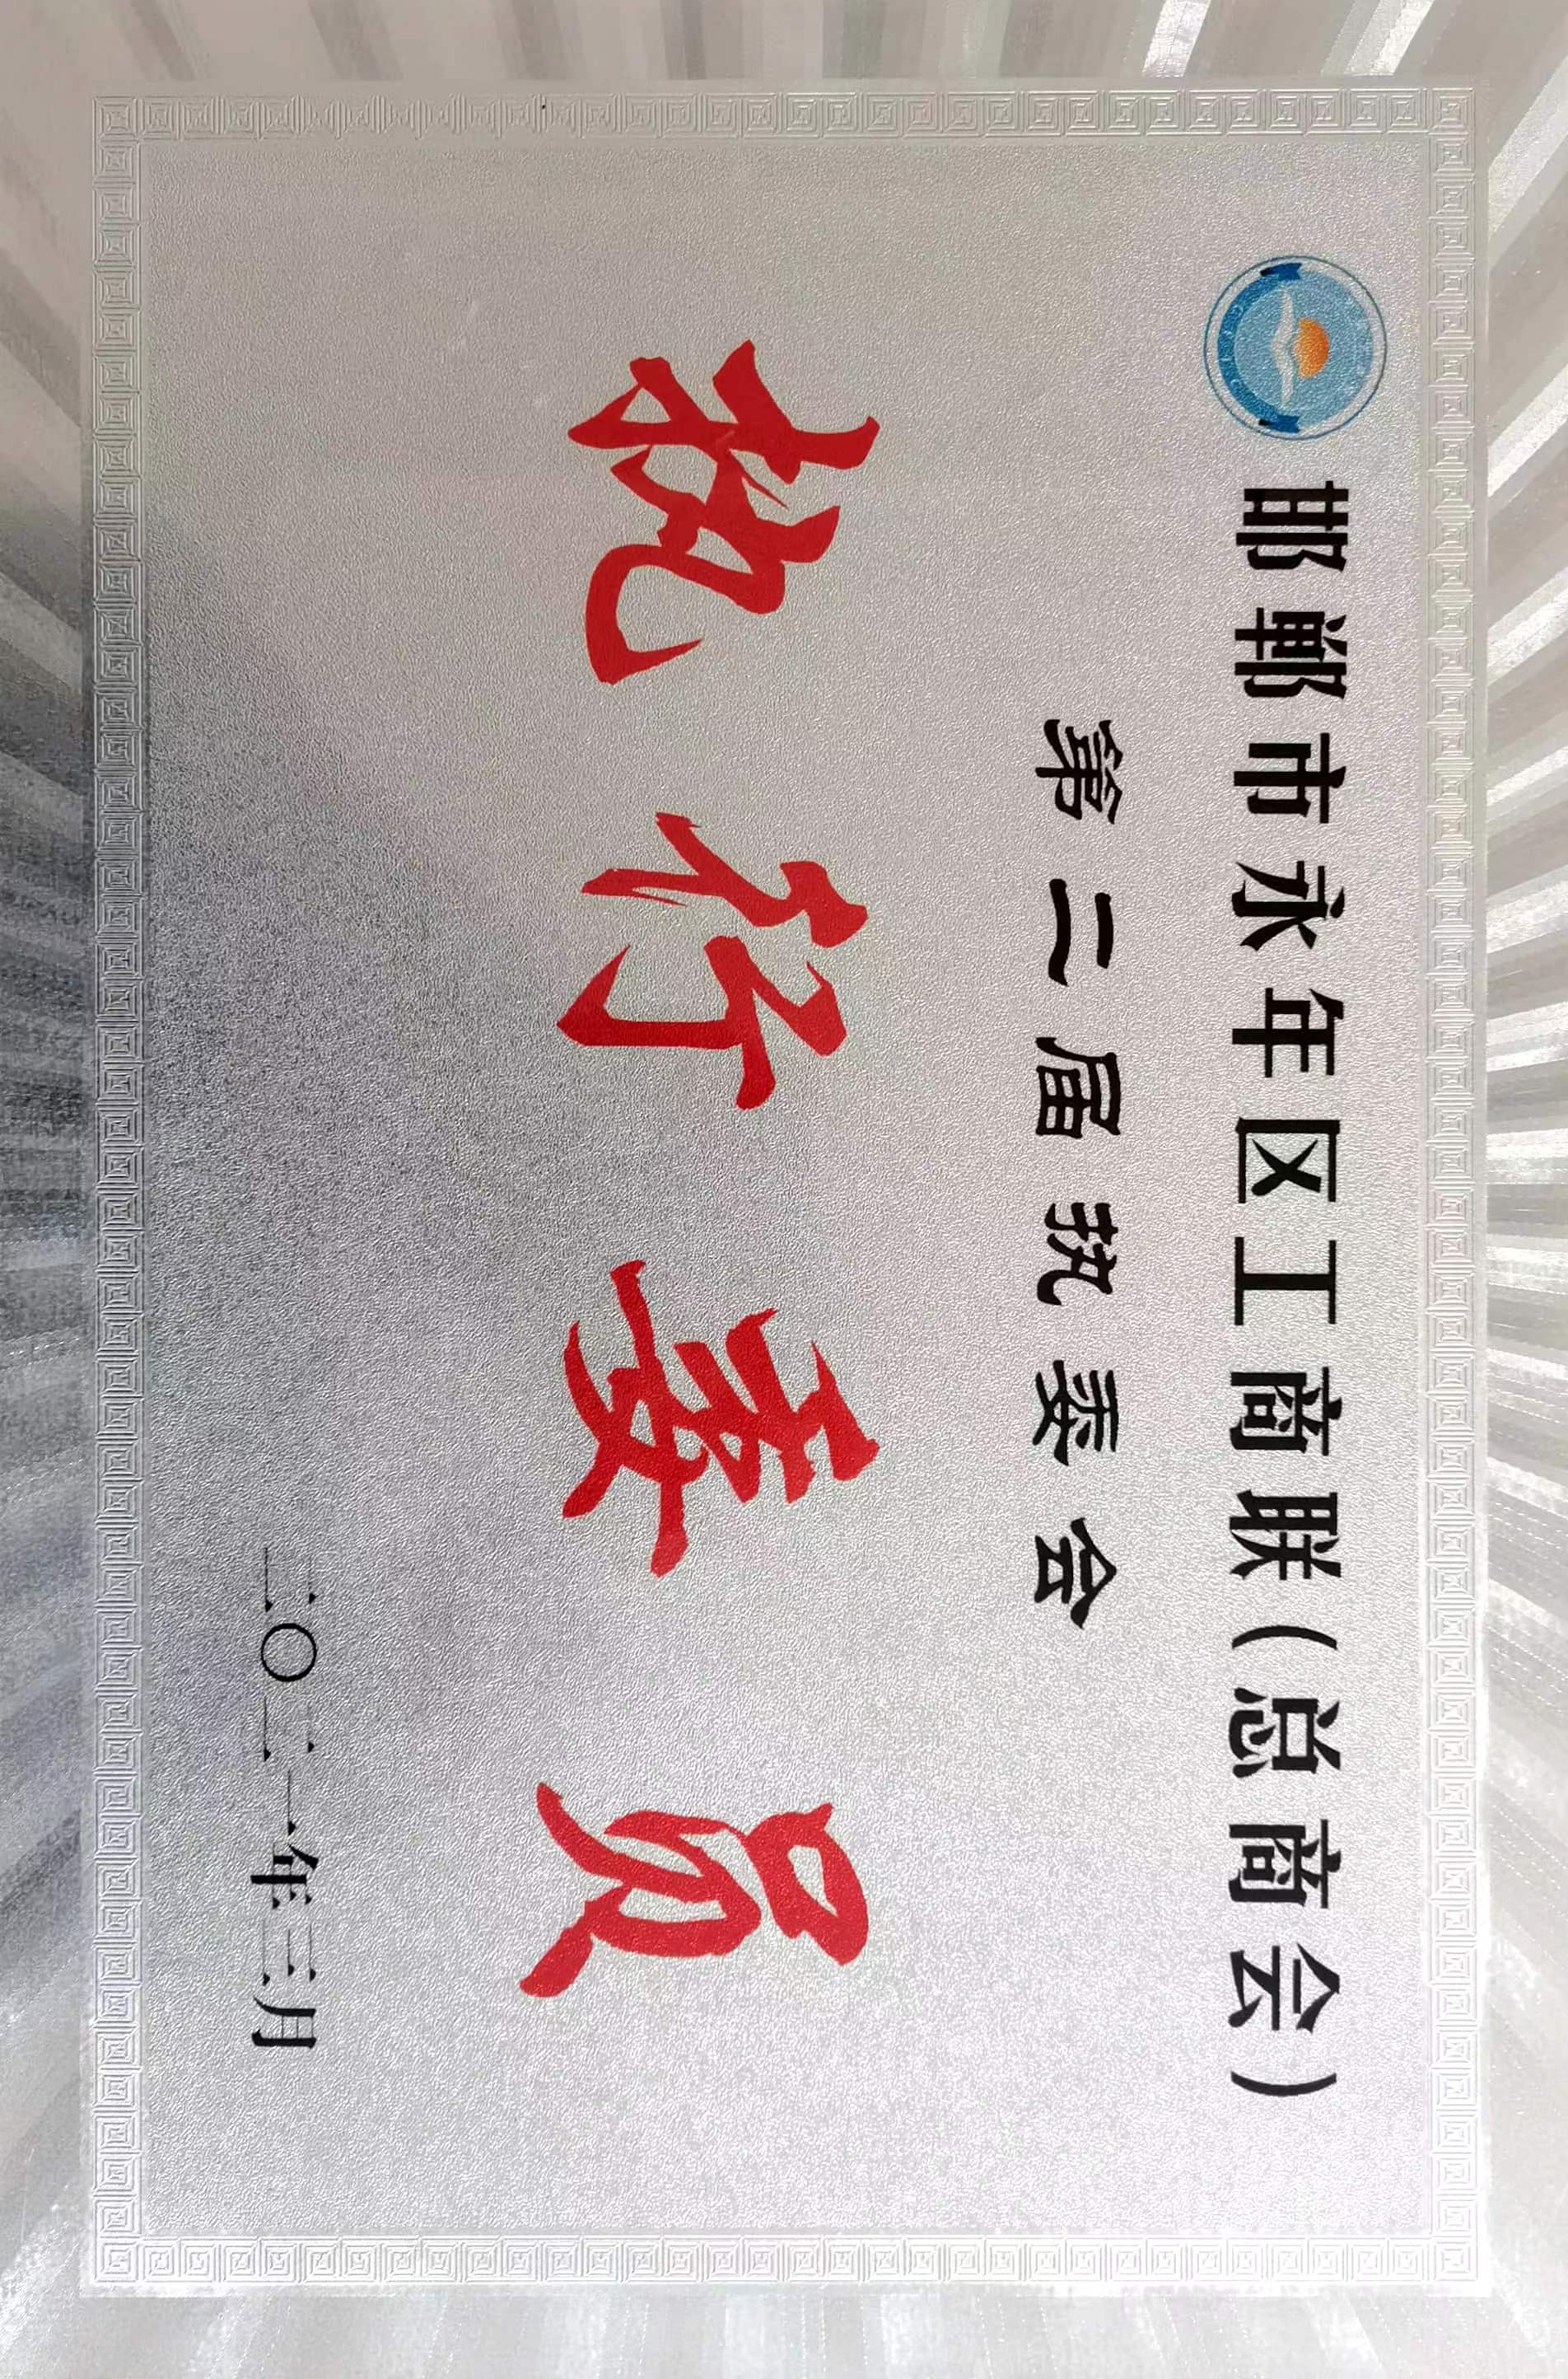 邯郸市永年区工商联(总商会)
第二届执委会
执行委员
二〇二一年三月